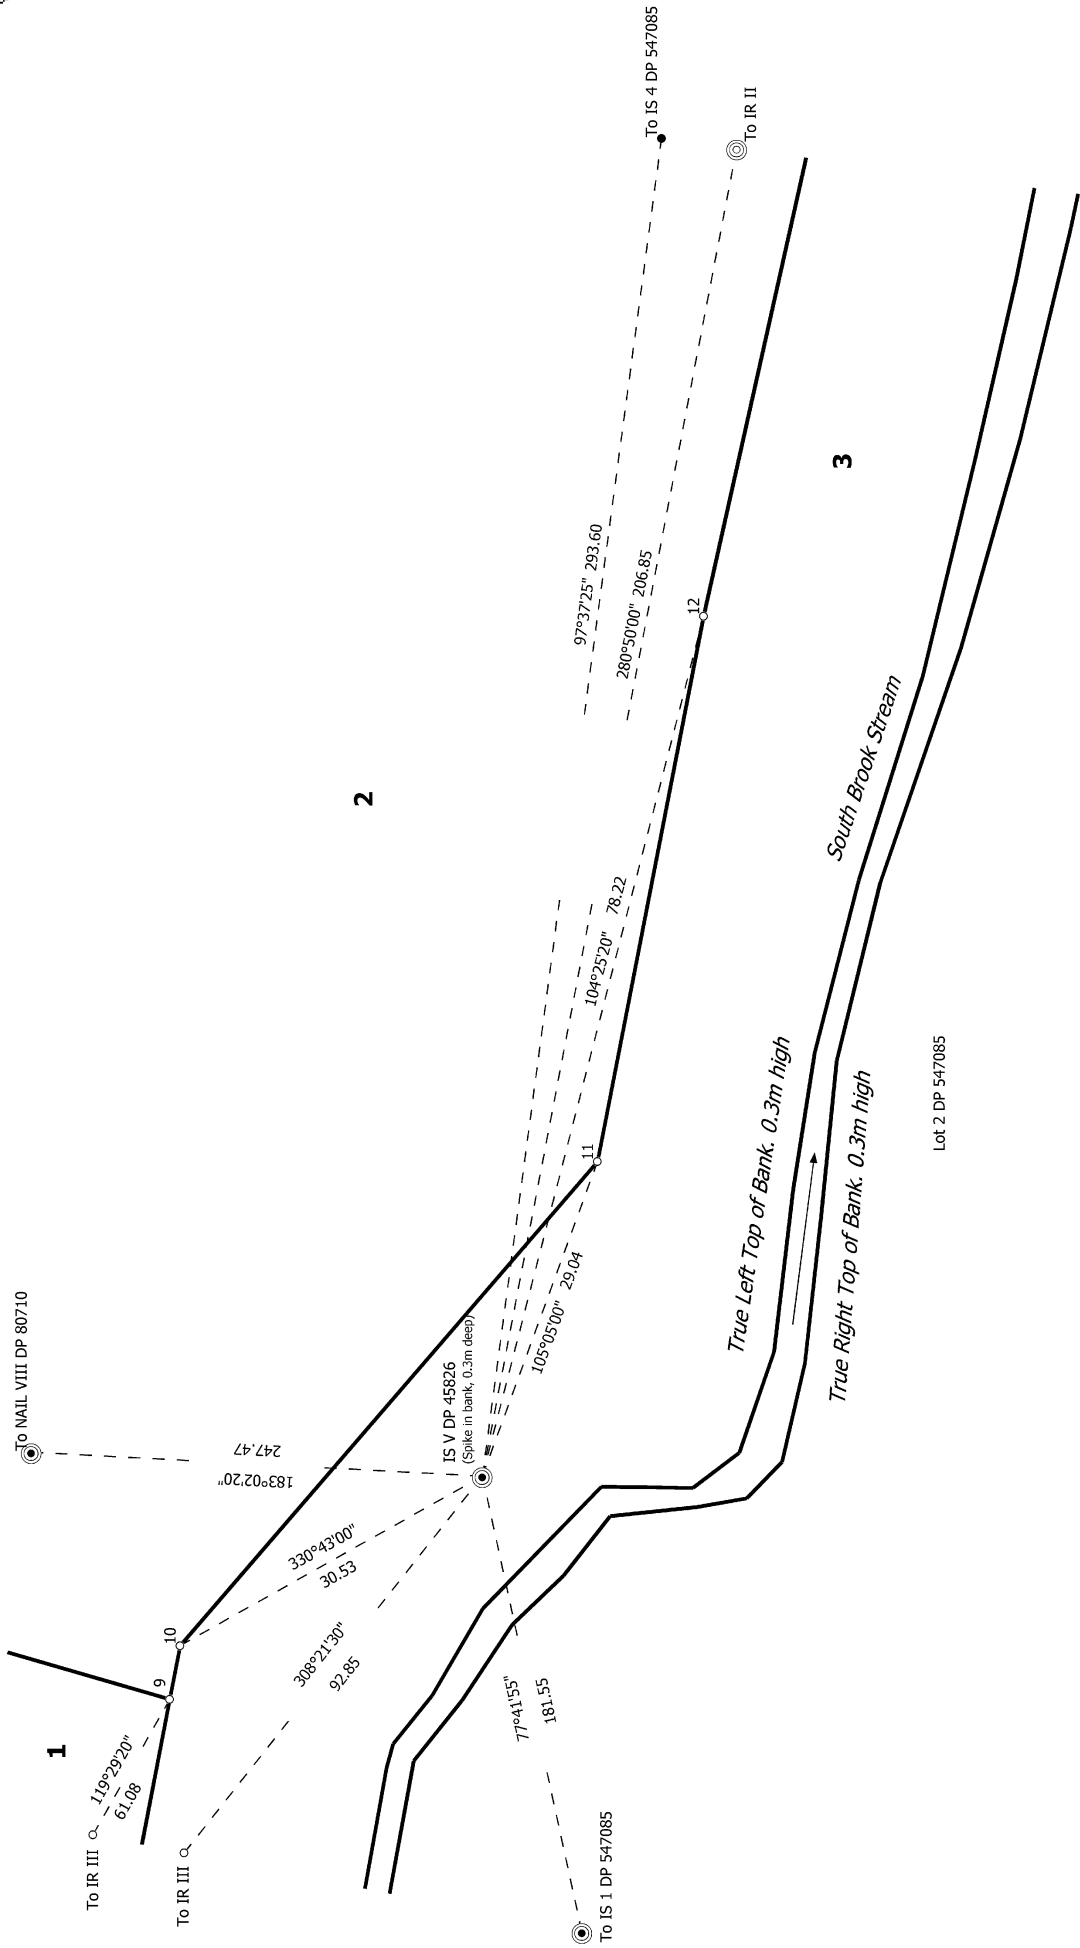 To IS 4 DP 547085
To IR II
97°37'25" 293.60
280°50'00" 206.85
12
3
2
South Brook Stream
104°25'20" 78.22
True Left Top of Bank. 0.3m high
True Right Top of Bank. 0.3m high
Lot 2 DP 547085
11
105°05'00" 29.04
IS V DP 45826
(Spike in bank, 0.3m deep)
To NAIL VIII DP 80710
247.47
183°02'20"
330°43'00"
30.53
10
9
1
308°21'30"
92.85
119°29'20"
61.08
77°41'55"
181.55
To IR III
To IR III
To IS 1 DP 547085